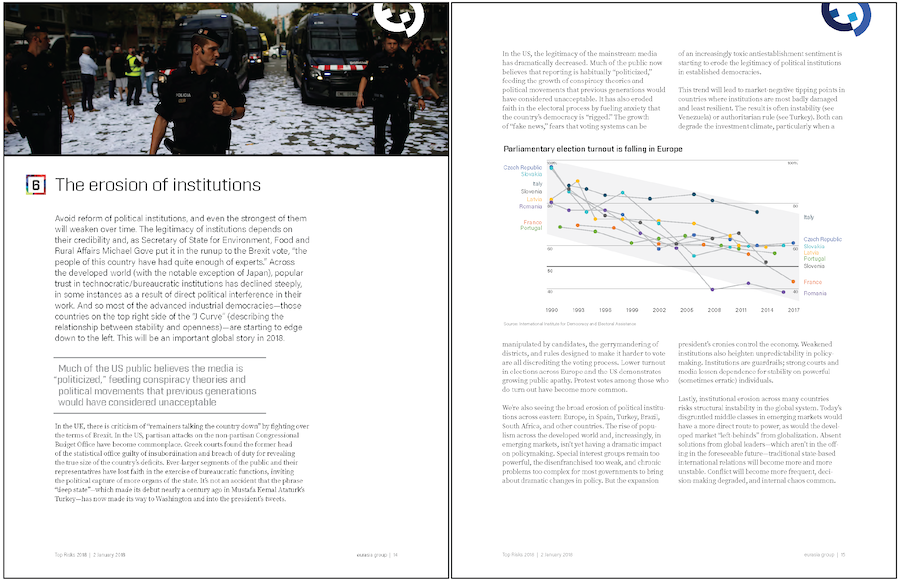 POLICIA
6 The erosion of institutions
Avoid reform of political institutions, and even the strongest of them
will weaken over time. The legitimacy of institutions depends on
their credibility and, as Secretary of State for Environment, Food and
Rural Affairs Michael Gove put it in the runup to the Brexit vote, "the
people of this country have had quite enough of experts." Across
the developed world (with the notable exception of Japan), popular
trust in technocratic/bureaucratic institutions has declined steeply,
in some instances as a result of direct political interference in their
work. And so most of the advanced industrial democracies—those
countries on the top right side of the "J Curve" (describing the
relationship between stability and openness)—are starting to edge
down to the left. This will be an important global story in 2018.
Much of the US public believes the media is
"politicized," feeding conspiracy theories and
political movements that previous generations
would have considered unacceptable
In the UE, there is criticism of "remainers talking the country down" by fighting over
the terms of Brexit. In the US, partisan attacks on the non-partisan Congressional
Budget Office have become commonplace. Greek courts found the former head
of the statistical office guilty of insubordination and breach of duty for revealing
the true size of the country's deficits. Ever-larger segments of the public and their
representatives have lost faith in the exercise of bureaucratic functions, inviting
the political capture of more organs of the state. It's not an accident that the phrase
"deep state"—which made its debut nearly a century ago in Mustafa Kemal Ataturk's
Turkey—has now made its way to Washington and into the president's tweets.
Top Risks 2018 | 2 January 2018
eurasia group | 14
In the US, the legitimacy of the mainstream media
has dramatically decreased. Much of the public now
believes that reporting is habitually "politicized,"
feeding the growth of conspiracy theories and
political movements that previous generations would
have considered unacceptable. It has also eroded
faith in the electoral process by fueling anxiety that
the country's democracy is "rigged." The growth
of "fake news," fears that voting systems can be
of an increasingly toxic antiestablishment sentiment is
starting to erode the legitimacy of political institutions
in established democracies.
This trend will lead to market-negative tipping points in
countries where institutions are most badly damaged
and least resilient. The result is often instability (see
Venezuela) or authoritarian rule (see Turkey). Both can
degrade the investment climate, particularly when a
Parliamentary election turnout is falling in Europe
100%
100%
Czech Republic
Slovakia
Italy
Slovenia
Latvia
Romania
France
Portugal
80
60
50
40
80
60
40
Italy
Czech Republic
Slovakia
Latvia
Portugal
Slovenia
France
Romania
1990 1993 1996 1999 2002 2005 2008 2011 2014 2017
Source: International Institute for Democracy and Electoral Assistance
manipulated by candidates, the gerrymandering of
districts, and rules designed to make it harder to vote
are all discrediting the voting process. Lower turnout
in elections across Europe and the US demonstrates
growing public apathy. Protest votes among those who
do turn out have become more common.
We're also seeing the broad erosion of political institu-
tions across eastern Europe, in Spain, Turkey, Brazil,
South Africa, and other countries. The rise of popu-
lism across the developed world and, increasingly, in
emerging markets, isn't yet having a dramatic impact
on policymaking. Special interest groups remain too
powerful, the disenfranchised too weak, and chronic
problems too complex for most governments to bring
about dramatic changes in policy. But the expansion
president's cronies control the economy. Weakened
institutions also heighten unpredictability in policy-
making. Institutions are guardrails; strong courts and
media lessen dependence for stability on powerful
(sometimes erratic) individuals.
Lastly, institutional erosion across many countries
risks structural instability in the global system. Today's
disgruntled middle classes in emerging markets would
have a more direct route to power, as would the devel-
oped market "left-behinds" from globalization. Absent
solutions from global leaders—which aren't in the off-
ing in the foreseeable future—traditional state-based
international relations will become more and more
unstable. Conflict will become more frequent, deci-
sion making degraded, and internal chaos common.
Top Risks 2018 | 2 January 2018
eurasia group | 15